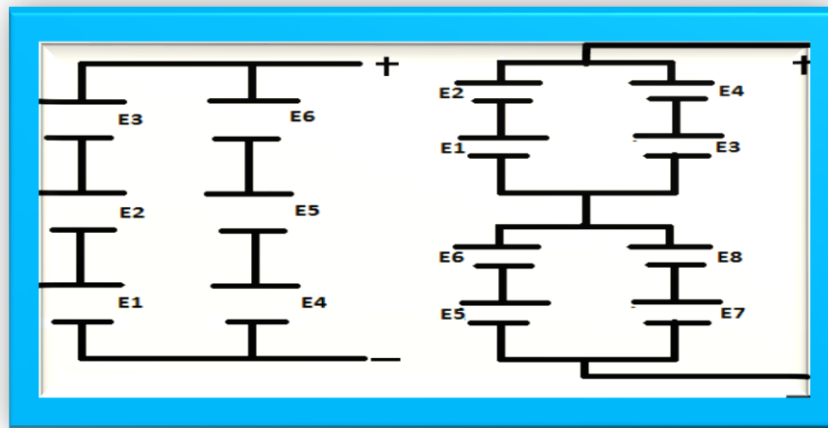 +
E3 E6
E2 E5
E1 E4
—
+
E2 E4
E1 E3
E6 E8
E5 E7
—